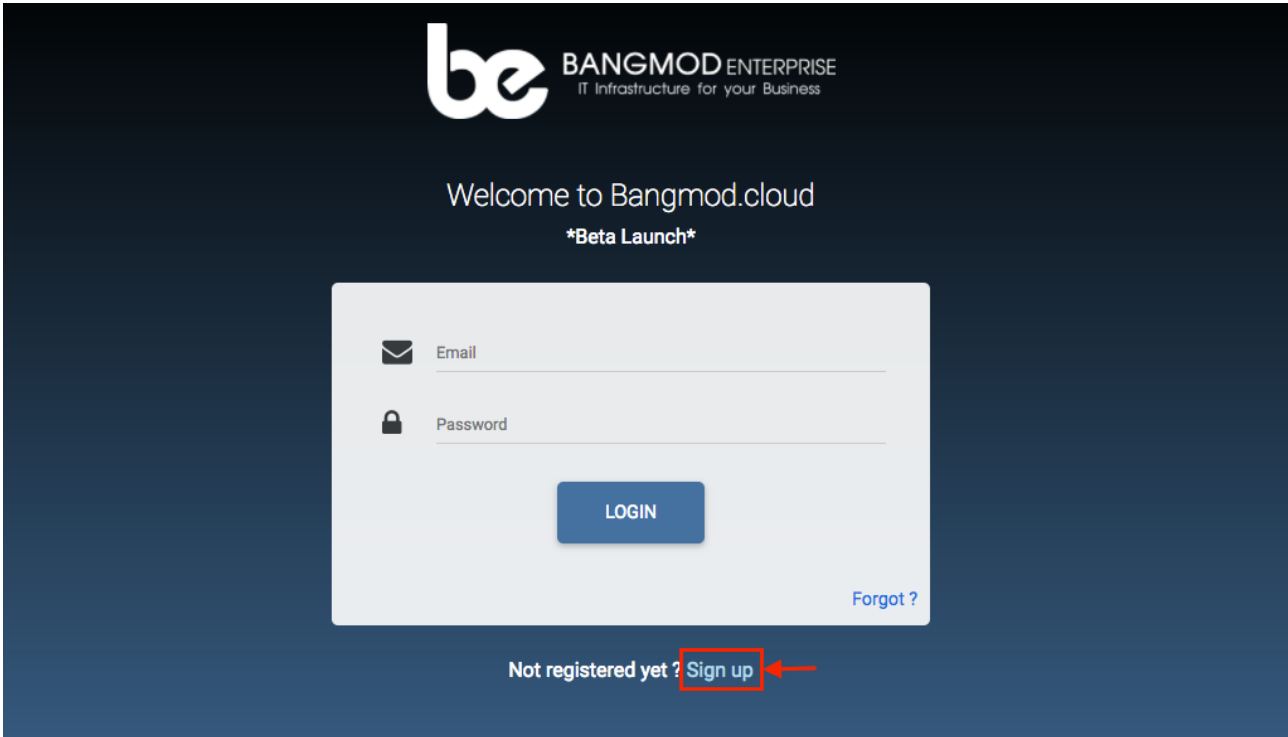 be
BANGMOD ENTERPRISE
IT Infrastructure for your Business
Welcome to Bangmod.cloud
*Beta Launch*
Email
Password
LOGIN
Forgot ?
Not registered yet ? Sign up